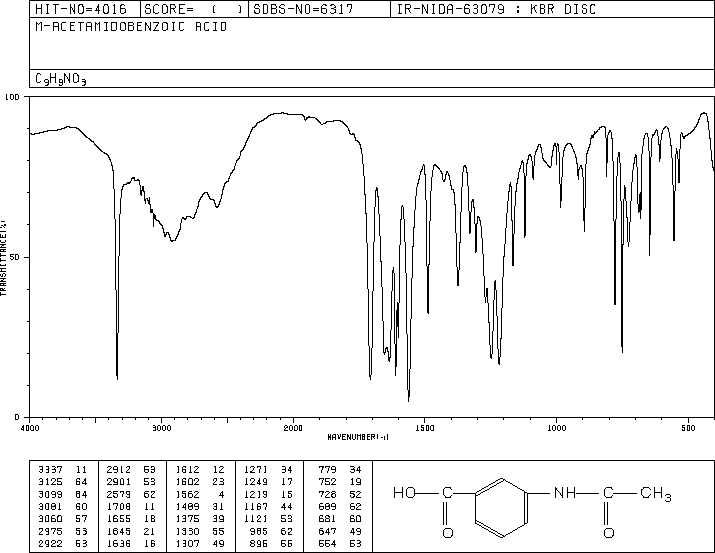 HIT-NO=4016 SCORE= ( ) SDBS-NO=6317 IR-NIDA-63079 : KBR DISC
M-ACETAMIDOBENZOIC ACID
C9H9NO3
100
50
0
TRANSMITTANCE(%)
4000 3000 2000 1500 1000 500
WAVENUMBER(-1)
3337 11 2912 53 1612 12 1271 34 779 34
3125 64 2901 53 1602 23 1249 17 752 19
3099 64 2579 62 1562 4 1219 15 728 52
3081 60 1708 11 1489 31 1167 44 689 62
3060 57 1655 18 1375 39 1121 53 681 60
2975 55 1645 21 1330 55 985 62 647 49
2922 53 1636 16 1307 49 896 55 554 53
HO C NH C CH3
O O